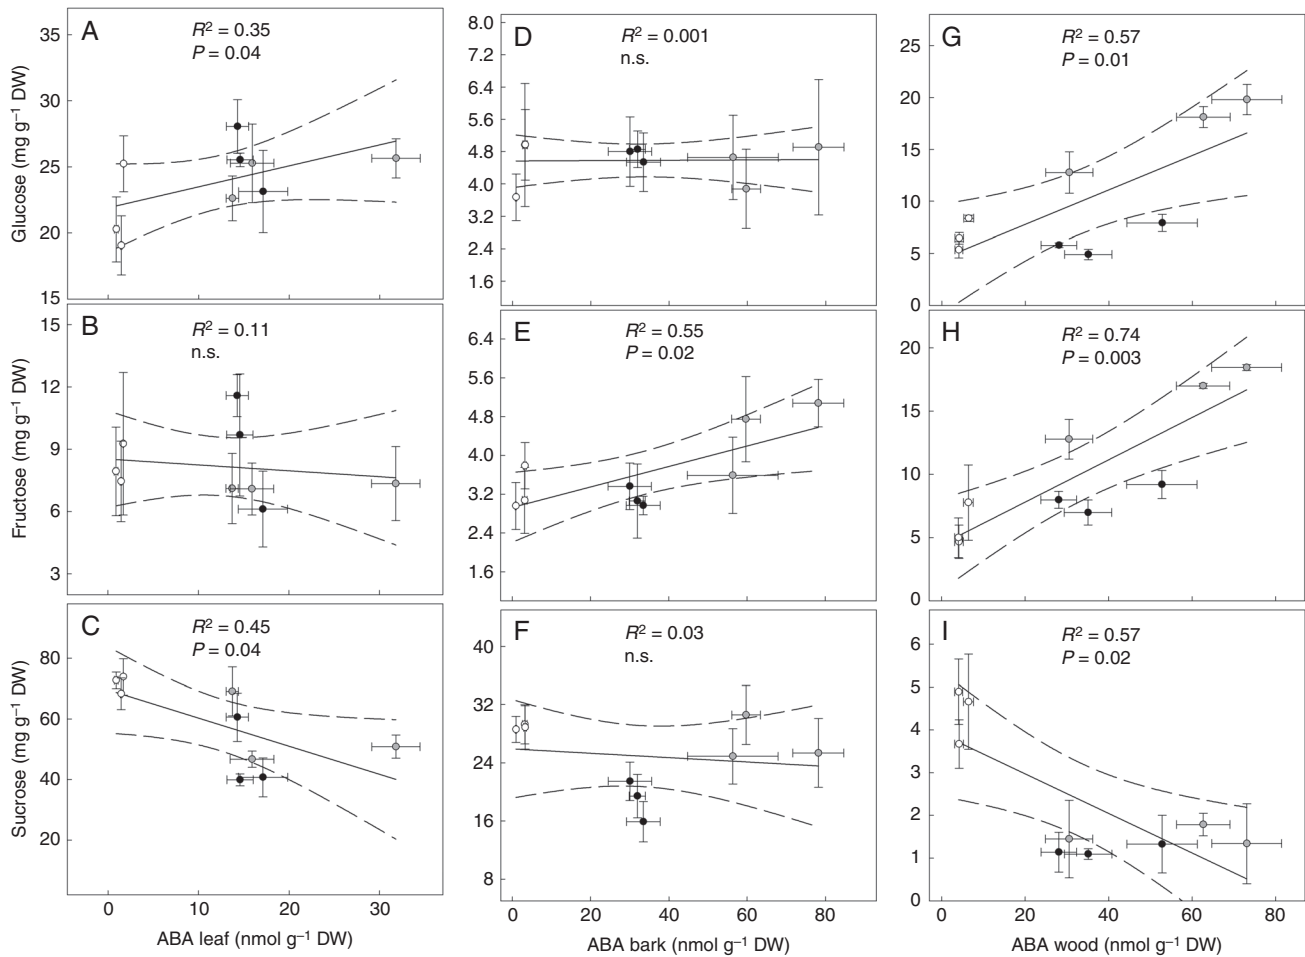 A
R² = 0.35
P = 0.04
Glucose (mg g⁻¹ DW)
35
30
25
20
15
B
R² = 0.11
n.s.
Fructose (mg g⁻¹ DW)
15
12
9
6
3
C
R² = 0.45
P = 0.04
Sucrose (mg g⁻¹ DW)
80
60
40
20
0 10 20 30
ABA leaf (nmol g⁻¹ DW)
D
R² = 0.001
n.s.
8.0
7.2
6.4
5.6
4.8
4.0
3.2
2.4
1.6
E
R² = 0.55
P = 0.02
6.4
5.6
4.8
4.0
3.2
2.4
1.6
F
R² = 0.03
n.s.
40
32
24
16
8
0 20 40 60 80
ABA bark (nmol g⁻¹ DW)
G
R² = 0.57
P = 0.01
25
20
15
10
5
0
H
R² = 0.74
P = 0.003
20
15
10
5
0
I
R² = 0.57
P = 0.02
6
5
4
3
2
1
0
0 20 40 60 80
ABA wood (nmol g⁻¹ DW)